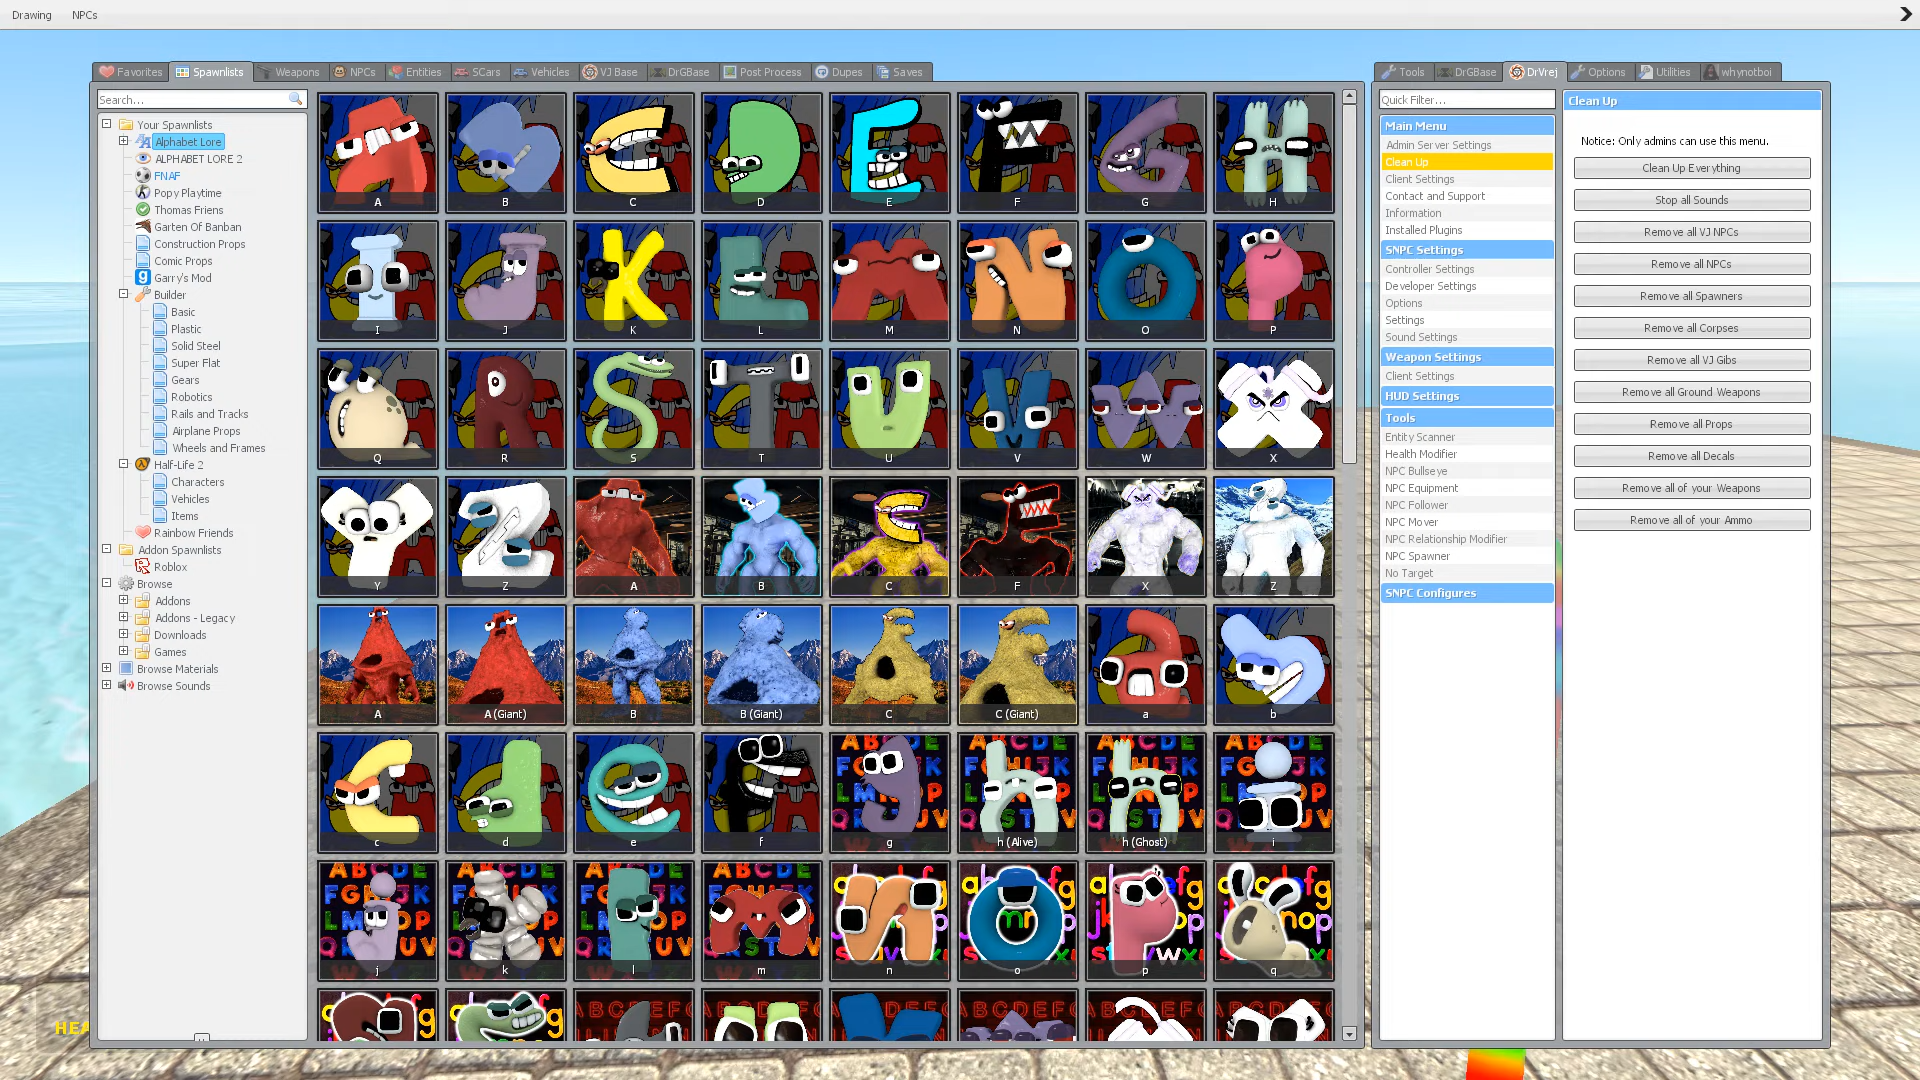 Drawing NPCs
Favorites Spawnlists Weapons NPCs Entities SCars Vehicles VJ Base DrGBase Post Process Dupes Saves
Search...
Your Spawnlists
Alphabet Lore
ALPHABET LORE 2
FNAF
Popy Playtime
Thomas Friens
Garten Of Banban
Construction Props
Comic Props
Garry's Mod
Builder
Basic
Plastic
Solid Steel
Super Flat
Gears
Robotics
Rails and Tracks
Airplane Props
Wheels and Frames
Half-Life 2
Characters
Vehicles
Items
Rainbow Friends
Addon Spawnlists
Roblox
Browse
Addons
Addons - Legacy
Downloads
Games
Browse Materials
Browse Sounds
A B C D E F G H
I J K L M N O P
Q R S T U V W X
Y Z A B C F X Z
A A (Giant) B B (Giant) C C (Giant) a b
c d e f g h (Alive) h (Ghost) i
j k l m n o p q
Tools DrGBase DrVrej Options Utilities whynotboi
Quick Filter...
Main Menu
Admin Server Settings
Clean Up
Client Settings
Contact and Support
Information
Installed Plugins
SNPC Settings
Controller Settings
Developer Settings
Options
Settings
Sound Settings
Weapon Settings
Client Settings
HUD Settings
Tools
Entity Scanner
Health Modifier
NPC Bullseye
NPC Equipment
NPC Follower
NPC Mover
NPC Relationship Modifier
NPC Spawner
No Target
SNPC Configures
Clean Up
Notice: Only admins can use this menu.
Clean Up Everything
Stop all Sounds
Remove all VJ NPCs
Remove all NPCs
Remove all Spawners
Remove all Corpses
Remove all VJ Gibs
Remove all Ground Weapons
Remove all Props
Remove all Decals
Remove all of your Weapons
Remove all of your Ammo
HEA